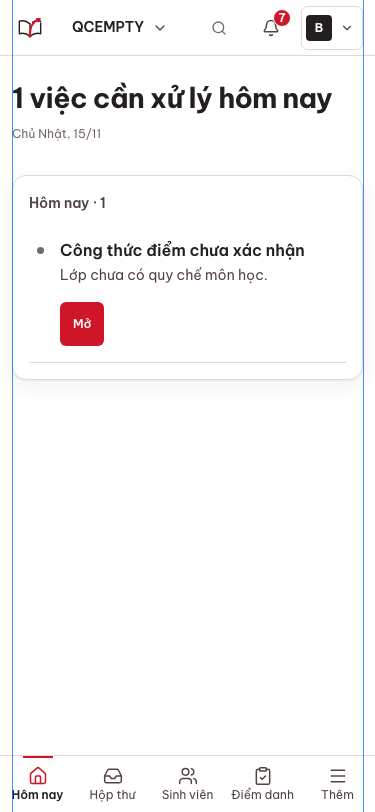 QCEMPTY
7
B
1 việc cần xử lý hôm nay
Chủ Nhật, 15/11
Hôm nay · 1
Công thức điểm chưa xác nhận
Lớp chưa có quy chế môn học.
Mở
Hôm nay
Hộp thư
Sinh viên
Điểm danh
Thêm